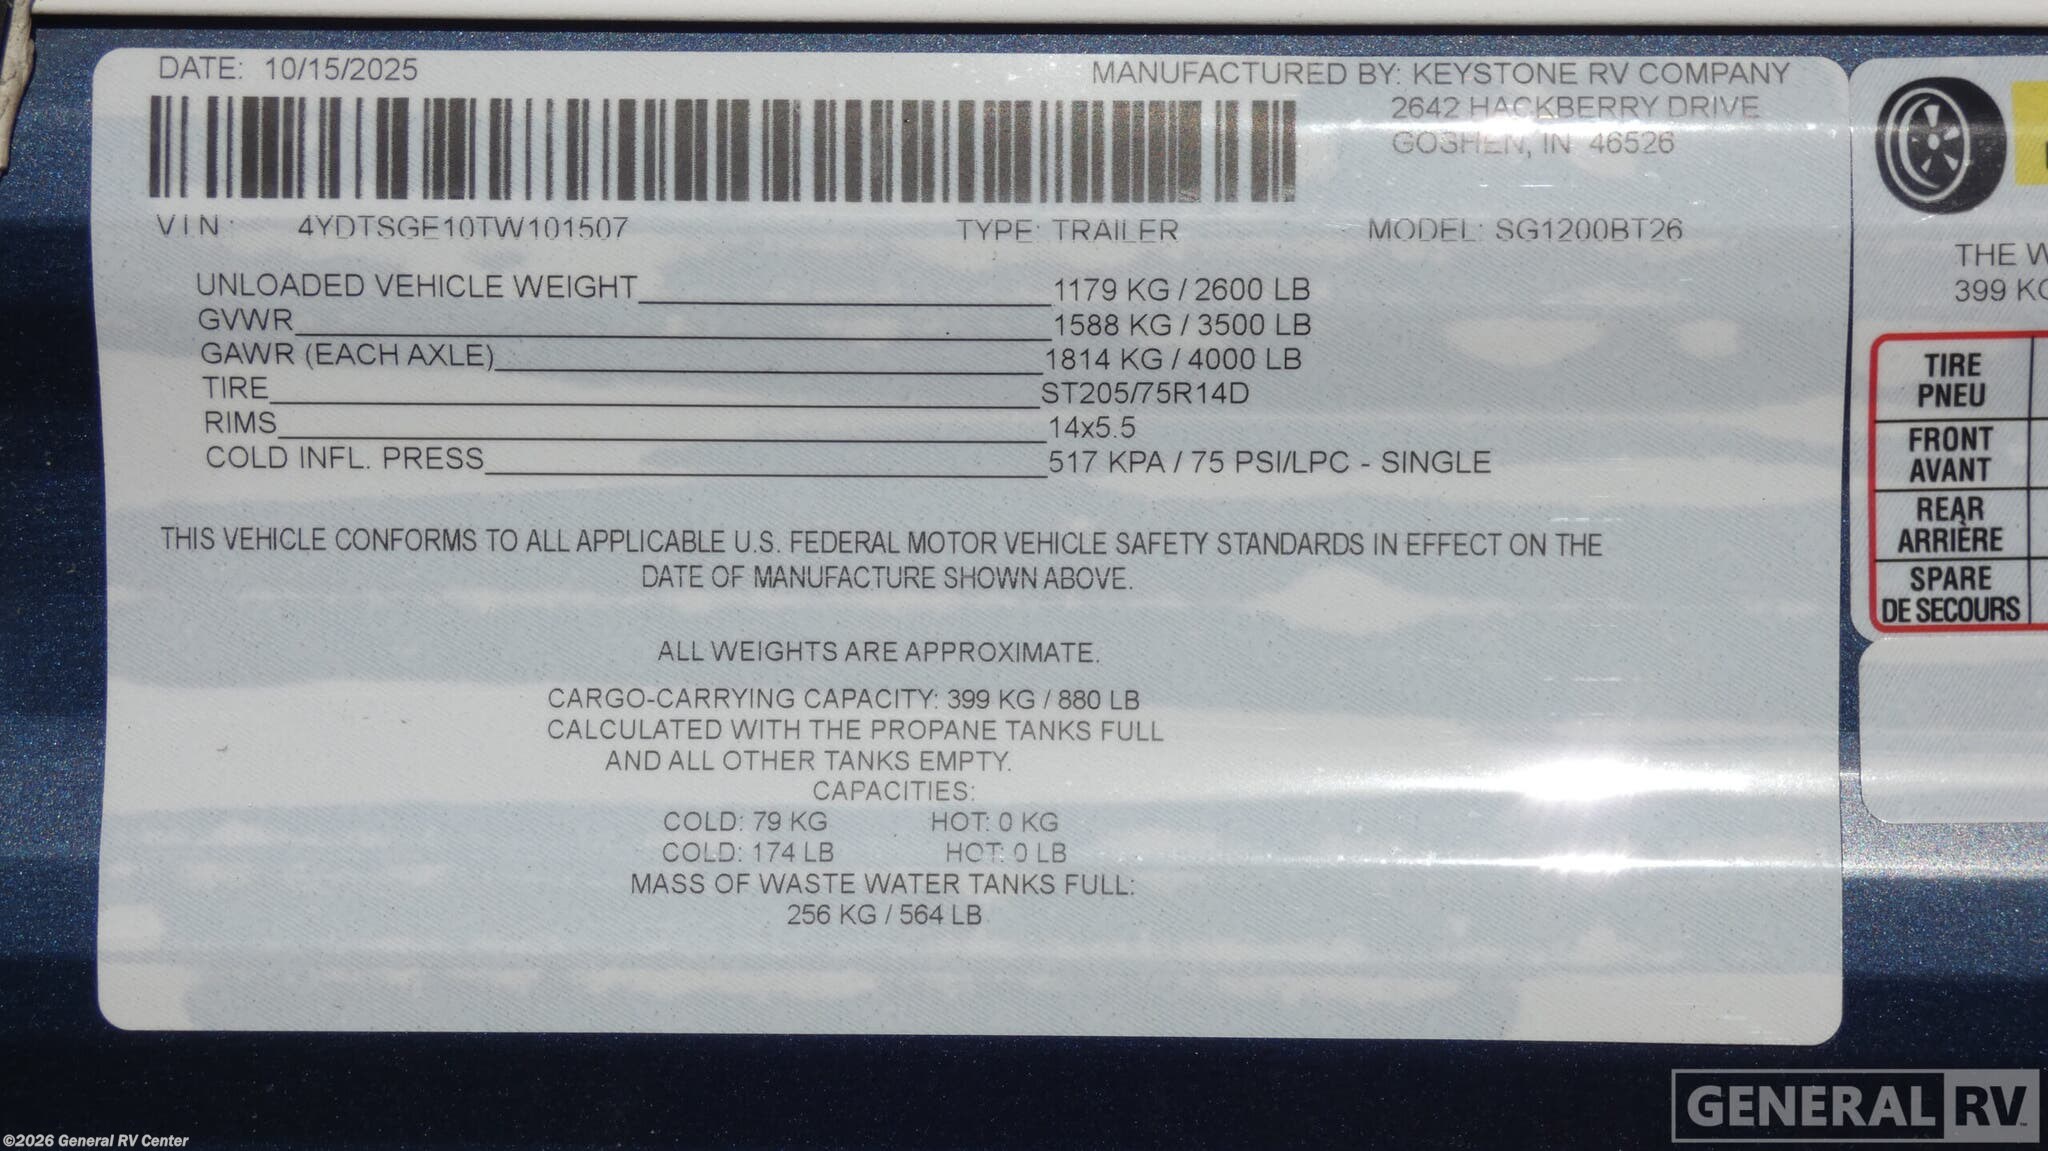 DATE: 10/15/2025
MANUFACTURED BY: KEYSTONE RV COMPANY
2642 HACKBERRY DRIVE
GOSHEN, IN 46526
VIN: 4YDTSGE10TW101507 TYPE: TRAILER MODEL: SG1200BT26
UNLOADED VEHICLE WEIGHT 1179 KG / 2600 LB
GVWR 1588 KG / 3500 LB
GAWR (EACH AXLE) 1814 KG / 4000 LB
TIRE ST205/75R14D
RIMS 14x5.5
COLD INFL. PRESS 517 KPA / 75 PSI/LPC - SINGLE
THIS VEHICLE CONFORMS TO ALL APPLICABLE U.S. FEDERAL MOTOR VEHICLE SAFETY STANDARDS IN EFFECT ON THE
DATE OF MANUFACTURE SHOWN ABOVE.
ALL WEIGHTS ARE APPROXIMATE.
CARGO-CARRYING CAPACITY: 399 KG / 880 LB
CALCULATED WITH THE PROPANE TANKS FULL
AND ALL OTHER TANKS EMPTY.
CAPACITIES:
COLD: 79 KG HOT: 0 KG
COLD: 174 LB HOT: 0 LB
MASS OF WASTE WATER TANKS FULL:
256 KG / 564 LB
THE
399
TIRE
PNEU
FRONT
AVANT
REAR
ARRIÈRE
SPARE
DE SECOURS
GENERAL RV
©2026 General RV Center